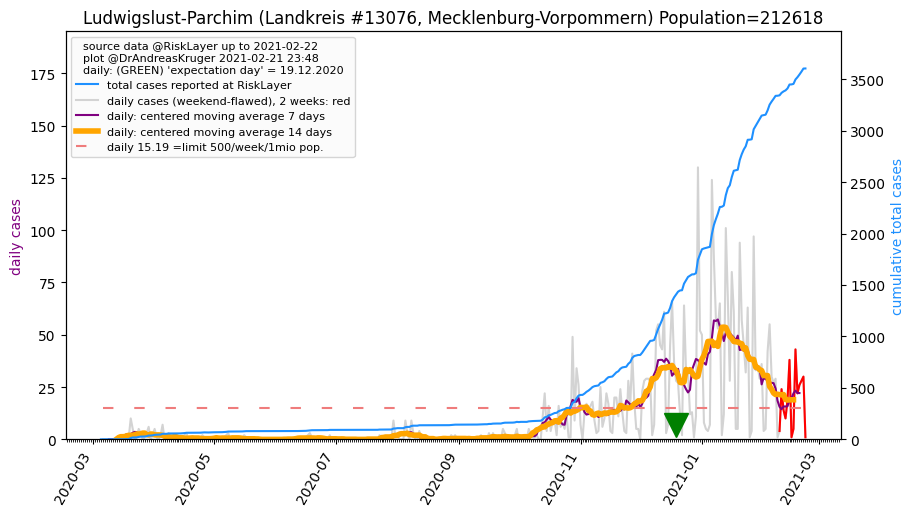 Ludwigslust-Parchim (Landkreis #13076, Mecklenburg-Vorpommern) Population=212618
source data @RiskLayer up to 2021-02-22
plot @DrAndreasKruger 2021-02-21 23:48
daily: (GREEN) 'expectation day' = 19.12.2020
total cases reported at RiskLayer
daily cases (weekend-flawed), 2 weeks: red
daily: centered moving average 7 days
daily: centered moving average 14 days
daily 15.19 =limit 500/week/1mio pop.
daily cases
175
150
125
100
75
50
25
0
cumulative total cases
3500
3000
2500
2000
1500
1000
500
0
2020-03
2020-05
2020-07
2020-09
2020-11
2021-01
2021-03